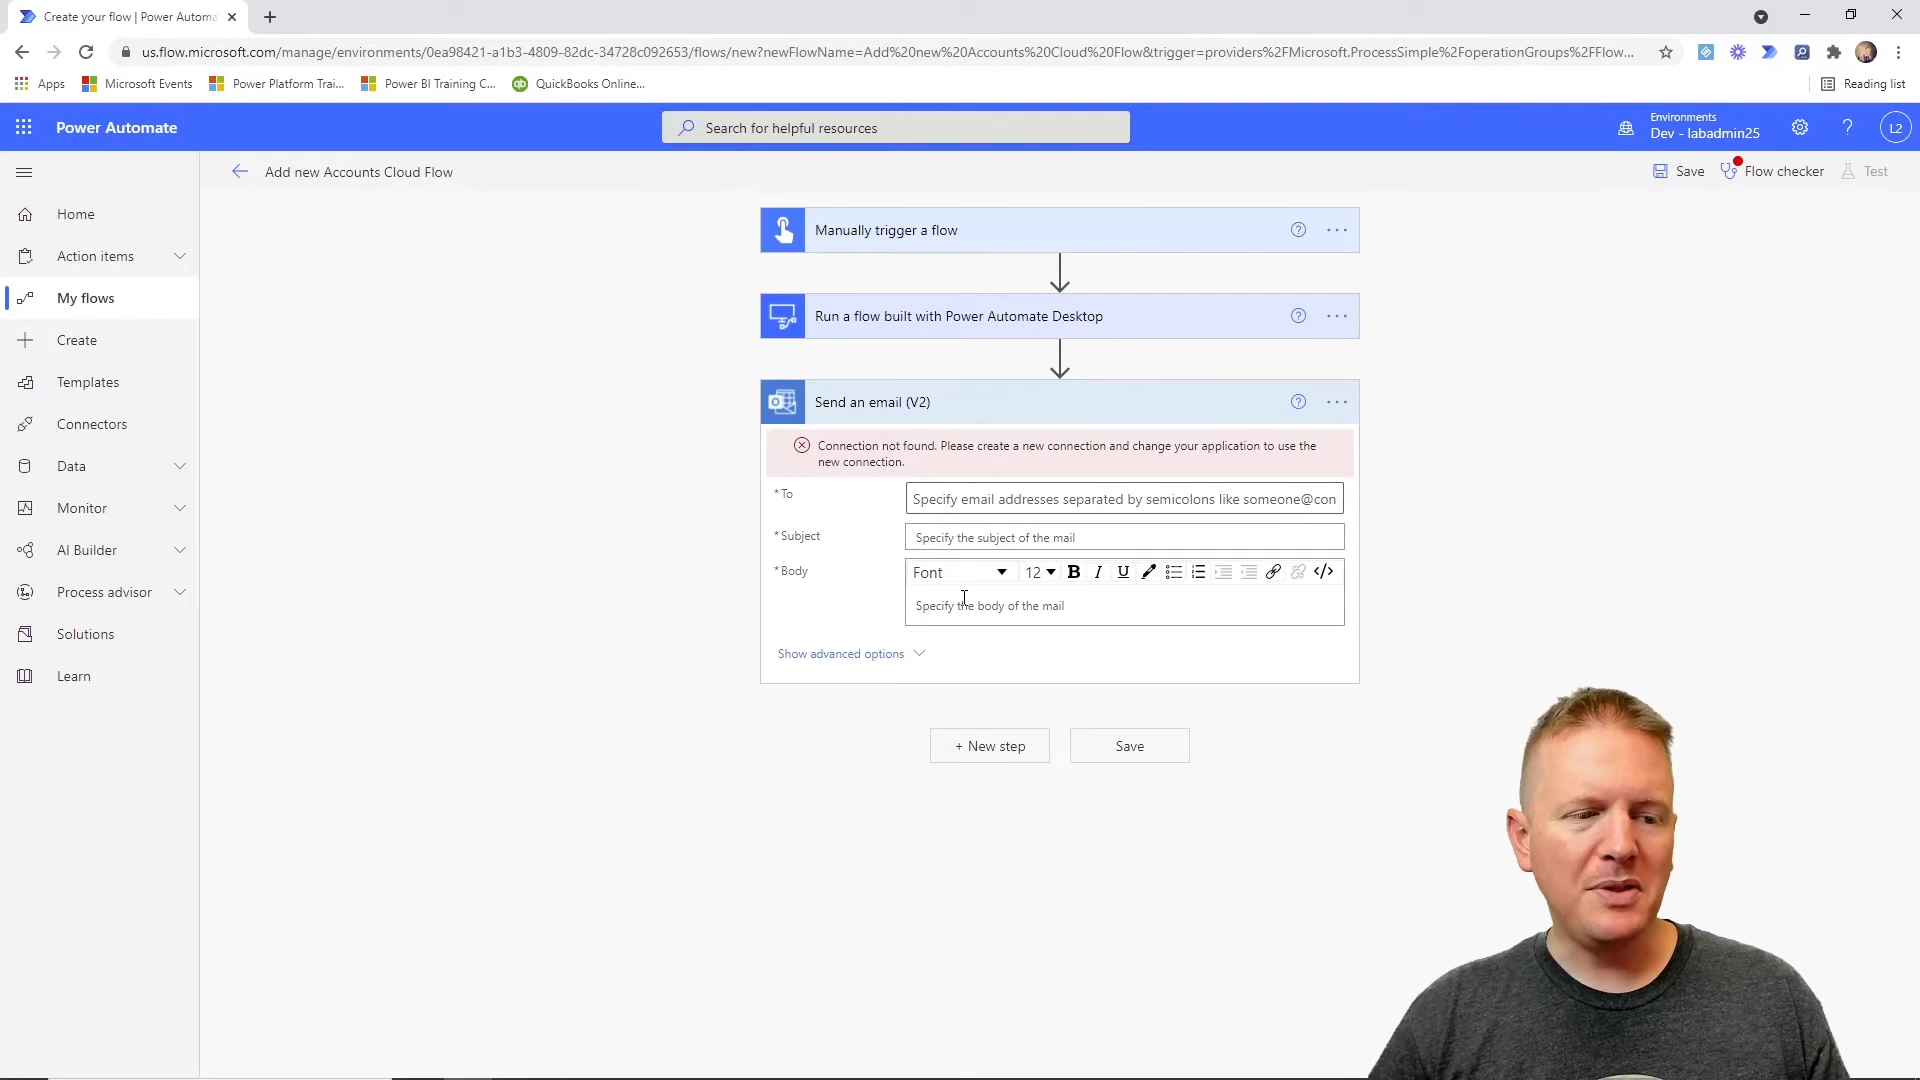 Create your flow | Power Automa
us.flow.microsoft.com/manage/environments/0ea98421-a1b3-4809-82dc-34728c092653/flows/new?newFlowName=Add%20new%20Accounts%20Cloud%20Flow&trigger=providers%2FMicrosoft.ProcessSimple%2FoperationGroups%2FFlow...
Apps
Microsoft Events
Power Platform Trai...
Power BI Training C...
qb
QuickBooks Online...
Reading list
Power Automate
Search for helpful resources
Environments
Dev - labadmin25
?
L2
Add new Accounts Cloud Flow
Save
Flow checker
Test
Home
Action items
My flows
Create
Templates
Connectors
Data
Monitor
AI Builder
Process advisor
Solutions
Learn
Manually trigger a flow
?
Run a flow built with Power Automate Desktop
?
Send an email (V2)
?
Connection not found. Please create a new connection and change your application to use the
new connection.
* To
Specify email addresses separated by semicolons like someone@con
* Subject
Specify the subject of the mail
* Body
Font
12
B
I
U
</>
Specify the body of the mail
Show advanced options
+ New step
Save